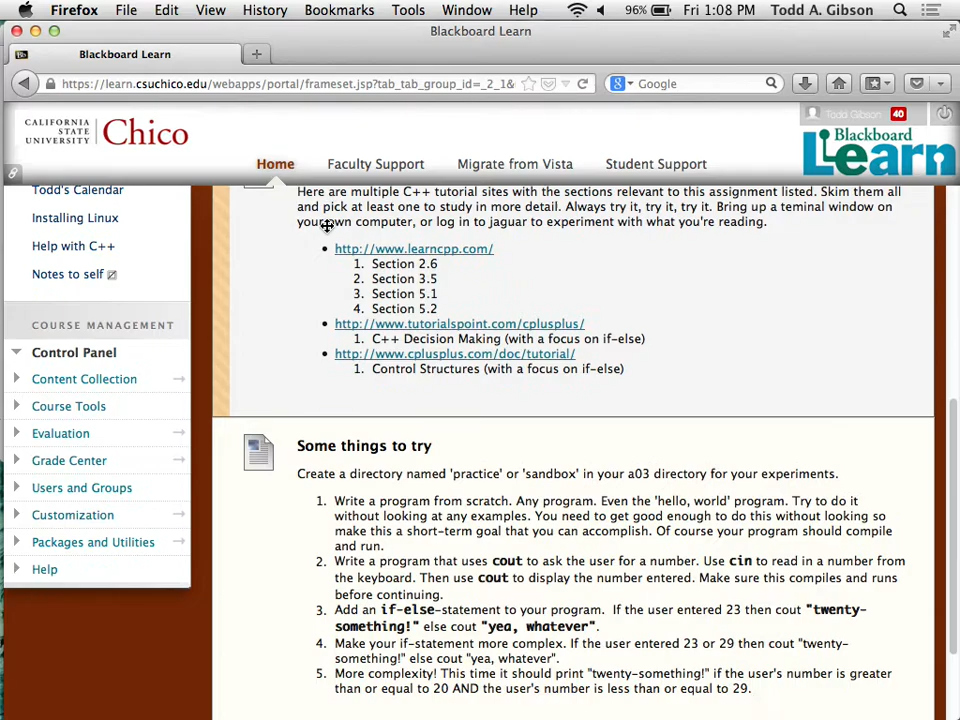 Firefox File Edit View History Bookmarks Tools Window Help 96% Fri 1:08 PM Todd A. Gibson
Blackboard Learn
Blackboard Learn
https://learn.csuchico.edu/webapps/portal/frameset.jsp?tab_tab_group_id=_2_1& Google
CALIFORNIA
STATE
UNIVERSITY
Chico
Todd Gibson 40
Blackboard
Learn
Home Faculty Support Migrate from Vista Student Support
Todd's Calendar
Installing Linux
Help with C++
Notes to self
COURSE MANAGEMENT
Control Panel
Content Collection
Course Tools
Evaluation
Grade Center
Users and Groups
Customization
Packages and Utilities
Help
Here are multiple C++ tutorial sites with the sections relevant to this assignment listed. Skim them all
and pick at least one to study in more detail. Always try it, try it, try it. Bring up a teminal window on
your own computer, or log in to jaguar to experiment with what you're reading.
• http://www.learncpp.com/
1. Section 2.6
2. Section 3.5
3. Section 5.1
4. Section 5.2
• http://www.tutorialspoint.com/cplusplus/
1. C++ Decision Making (with a focus on if-else)
• http://www.cplusplus.com/doc/tutorial/
1. Control Structures (with a focus on if-else)
Some things to try
Create a directory named 'practice' or 'sandbox' in your a03 directory for your experiments.
1. Write a program from scratch. Any program. Even the 'hello, world' program. Try to do it
without looking at any examples. You need to get good enough to do this without looking so
make this a short-term goal that you can accomplish. Of course your program should compile
and run.
2. Write a program that uses cout to ask the user for a number. Use cin to read in a number from
the keyboard. Then use cout to display the number entered. Make sure this compiles and runs
before continuing.
3. Add an if-else-statement to your program. If the user entered 23 then cout "twenty-
something!" else cout "yea, whatever".
4. Make your if-statement more complex. If the user entered 23 or 29 then cout "twenty-
something!" else cout "yea, whatever".
5. More complexity! This time it should print "twenty-something!" if the user's number is greater
than or equal to 20 AND the user's number is less than or equal to 29.